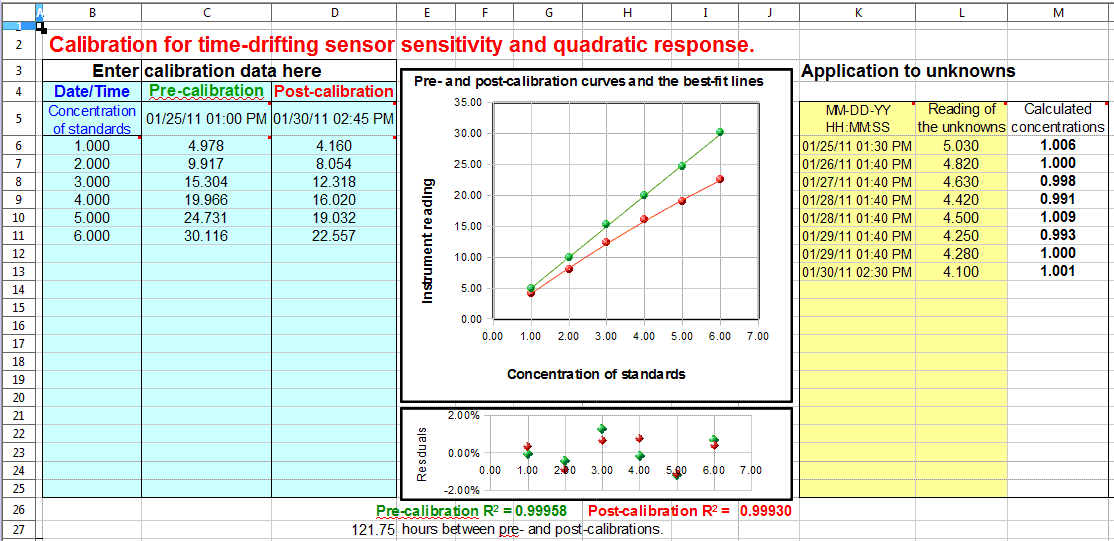 A B C D E F G H I J K L M
1
2 Calibration for time-drifting sensor sensitivity and quadratic response.
3 Enter calibration data here Application to unknowns
4 Date/Time Pre-calibration Post-calibration
5 Concentration of standards 01/25/11 01:00 PM 01/30/11 02:45 PM MM-DD-YY HH:MM:SS Reading of the unknowns Calculated concentrations
6 1.000 4.978 4.160 01/25/11 01:30 PM 5.030 1.006
7 2.000 9.917 8.054 01/26/11 01:40 PM 4.820 1.000
8 3.000 15.304 12.318 01/27/11 01:40 PM 4.630 0.998
9 4.000 19.966 16.020 01/28/11 01:40 PM 4.420 0.991
10 5.000 24.731 19.032 01/28/11 01:40 PM 4.500 1.009
11 6.000 30.116 22.557 01/29/11 01:40 PM 4.250 0.993
12 01/29/11 01:40 PM 4.280 1.000
13 01/30/11 02:30 PM 4.100 1.001
14
15
16
17
18
19
20
21
22
23
24
25
Pre- and post-calibration curves and the best-fit lines
Instrument reading
35.00
30.00
25.00
20.00
15.00
10.00
5.00
0.00
0.00 1.00 2.00 3.00 4.00 5.00 6.00 7.00
Concentration of standards
Resduals
2.00%
0.00%
0.00 1.00 2.00 3.00 4.00 5.00 6.00 7.00
-2.00%
26 Pre-calibration R² = 0.99958 Post-calibration R² = 0.99930
27 121.75 hours between pre- and post-calibrations.